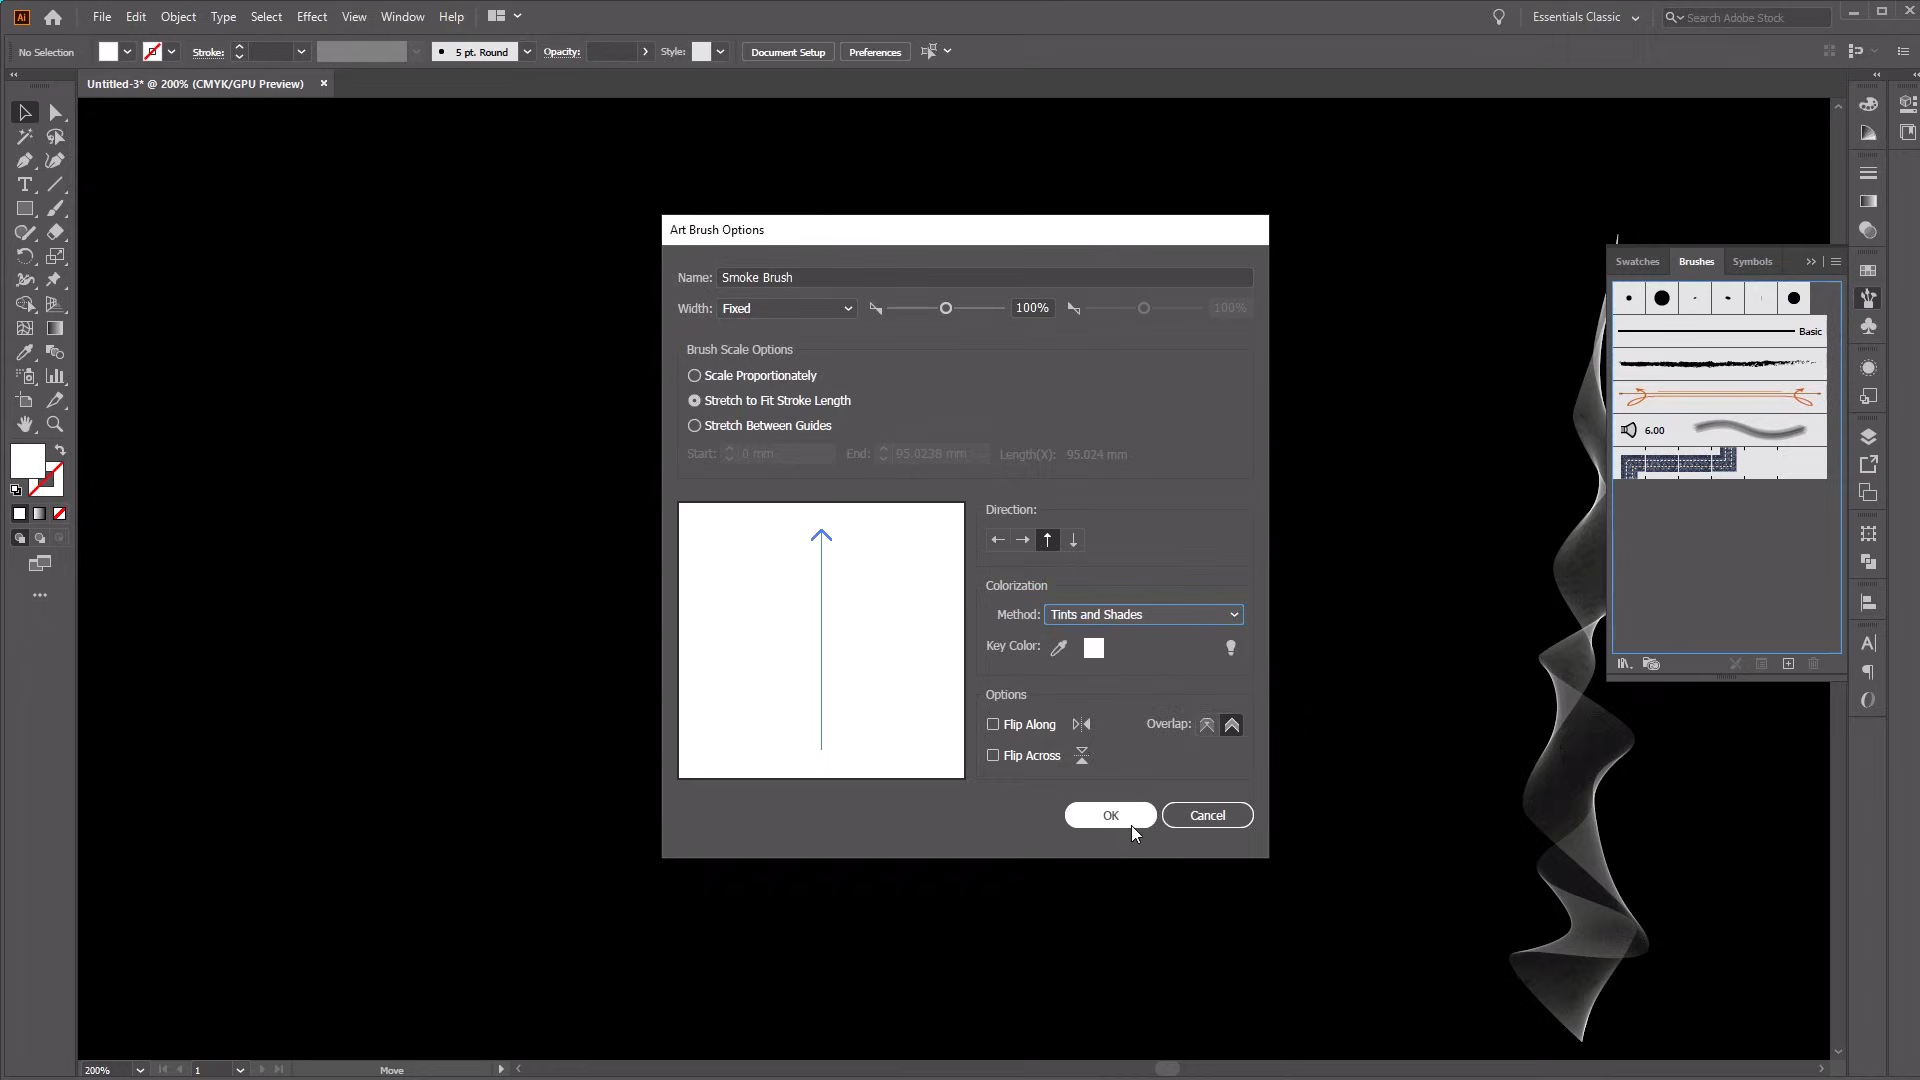 Ai File Edit Object Type Select Effect View Window Help Essentials Classic Search Adobe Stock
No Selection Stroke: 5 pt. Round Opacity: Style: Document Setup Preferences
Untitled-3* @ 200% (CMYK/GPU Preview)
Art Brush Options
Name: Smoke Brush
Width: Fixed 100% 100%
Brush Scale Options
Scale Proportionately
Stretch to Fit Stroke Length
Stretch Between Guides
Start: 0 mm End: 95.0238 mm Length(X): 95.024 mm
Direction:
Colorization
Method: Tints and Shades
Key Color:
Options
Flip Along Overlap:
Flip Across
OK Cancel
Swatches Brushes Symbols
Basic
6.00
200% 1 Move